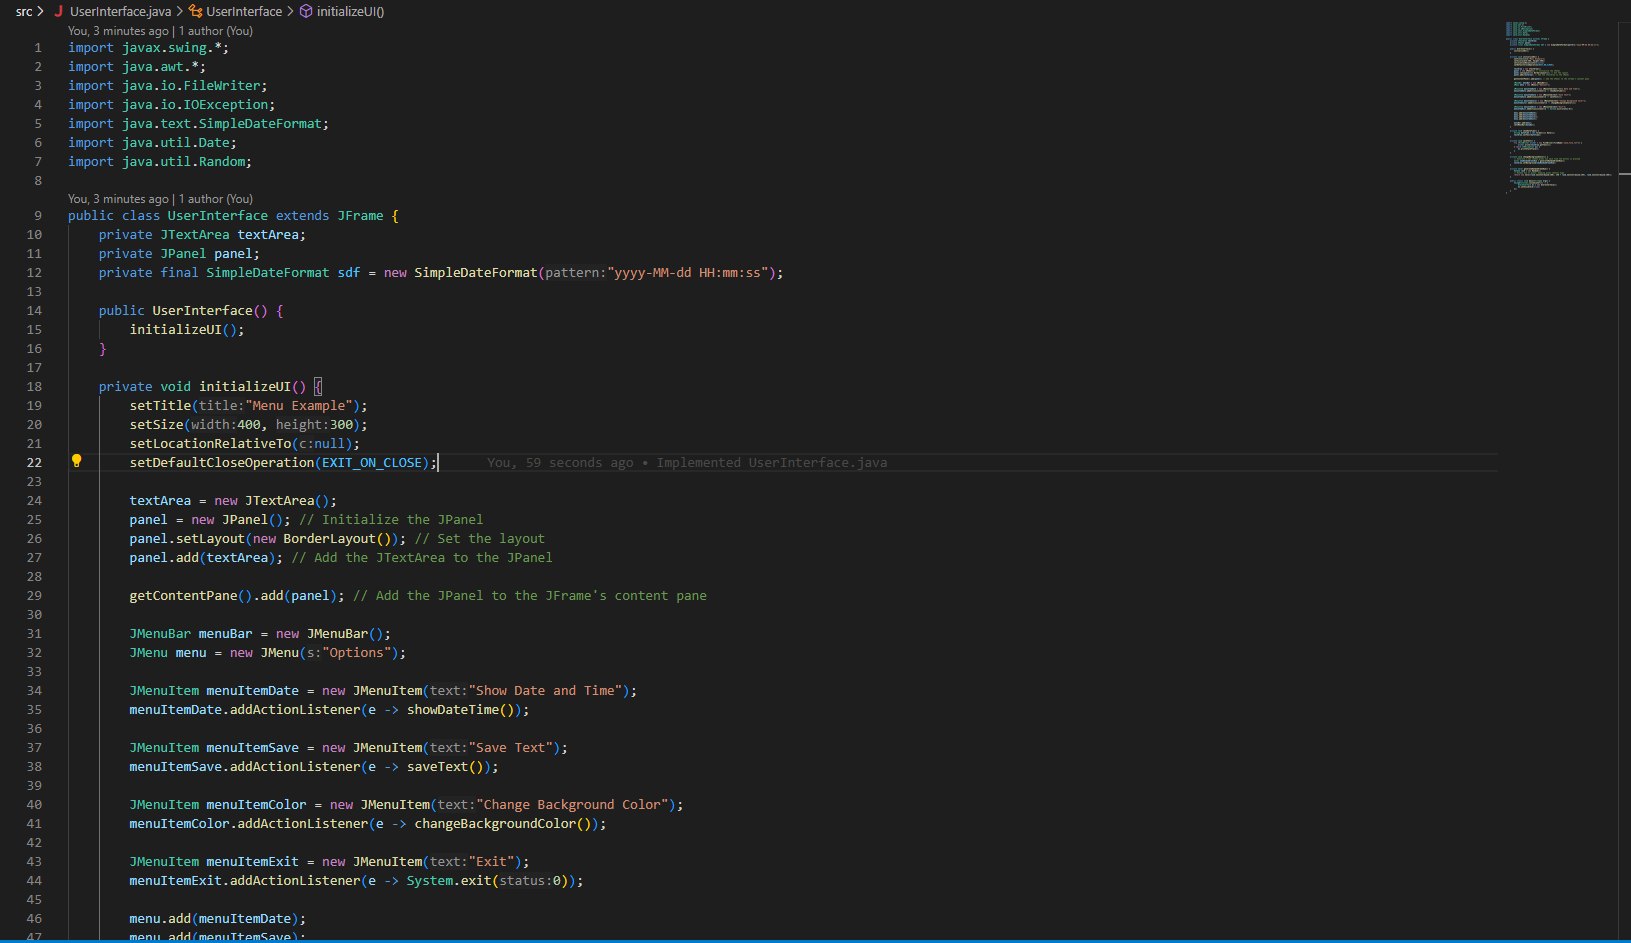 src > UserInterface.java > UserInterface > initializeUI()
You, 3 minutes ago | 1 author (You)
1 import javax.swing.*;
2 import java.awt.*;
3 import java.io.FileWriter;
4 import java.io.IOException;
5 import java.text.SimpleDateFormat;
6 import java.util.Date;
7 import java.util.Random;
8
You, 3 minutes ago | 1 author (You)
9 public class UserInterface extends JFrame {
10 private JTextArea textArea;
11 private JPanel panel;
12 private final SimpleDateFormat sdf = new SimpleDateFormat(pattern:"yyyy-MM-dd HH:mm:ss");
13
14 public UserInterface() {
15 initializeUI();
16 }
17
18 private void initializeUI() {
19 setTitle(title:"Menu Example");
20 setSize(width:400, height:300);
21 setLocationRelativeTo(c:null);
22 setDefaultCloseOperation(EXIT_ON_CLOSE); You, 59 seconds ago • Implemented UserInterface.java
23
24 textArea = new JTextArea();
25 panel = new JPanel(); // Initialize the JPanel
26 panel.setLayout(new BorderLayout()); // Set the layout
27 panel.add(textArea); // Add the JTextArea to the JPanel
28
29 getContentPane().add(panel); // Add the JPanel to the JFrame's content pane
30
31 JMenuBar menuBar = new JMenuBar();
32 JMenu menu = new JMenu(s:"Options");
33
34 JMenuItem menuItemDate = new JMenuItem(text:"Show Date and Time");
35 menuItemDate.addActionListener(e -> showDateTime());
36
37 JMenuItem menuItemSave = new JMenuItem(text:"Save Text");
38 menuItemSave.addActionListener(e -> saveText());
39
40 JMenuItem menuItemColor = new JMenuItem(text:"Change Background Color");
41 menuItemColor.addActionListener(e -> changeBackgroundColor());
42
43 JMenuItem menuItemExit = new JMenuItem(text:"Exit");
44 menuItemExit.addActionListener(e -> System.exit(status:0));
45
46 menu.add(menuItemDate);
47 menu.add(menuItemSave);